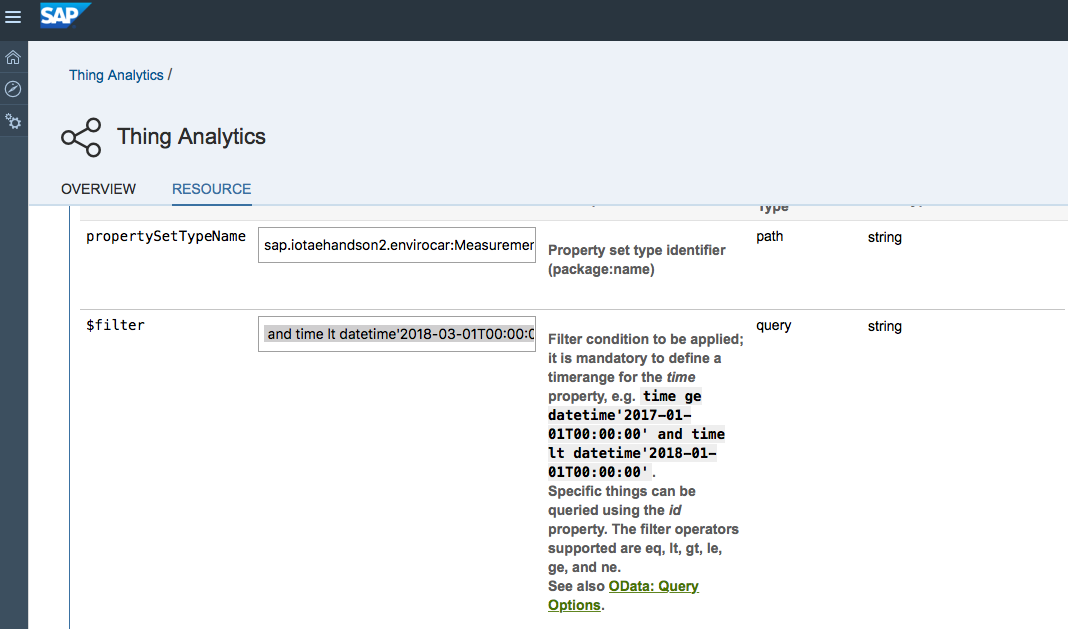 SAP
Thing Analytics /
Thing Analytics
OVERVIEW RESOURCE
Type
propertySetTypeName
sap.iotaehandson2.envirocar:Measuremer
Property set type identifier
(package:name)
path
string
$filter
and time lt datetime'2018-03-01T00:00:0
Filter condition to be applied;
it is mandatory to define a
timerange for the time
property, e.g. time ge
datetime'2017-01-
01T00:00:00' and time
lt datetime'2018-01-
01T00:00:00'.
Specific things can be
queried using the id
property. The filter operators
supported are eq, lt, gt, le,
ge, and ne.
See also OData: Query
Options.
query
string